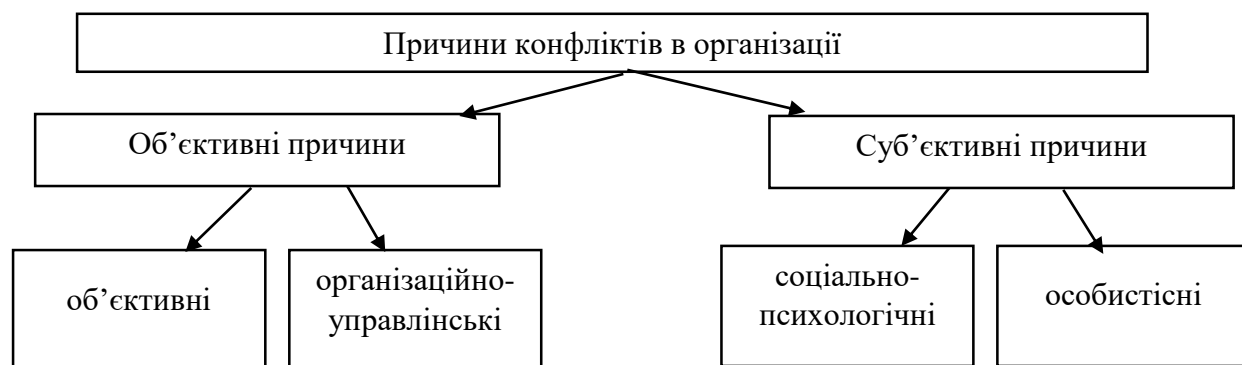 Причини конфліктів в організації
Об’єктивні причини
Суб’єктивні причини
об’єктивні
організаційно-
управлінські
соціально-
психологічні
особистісні